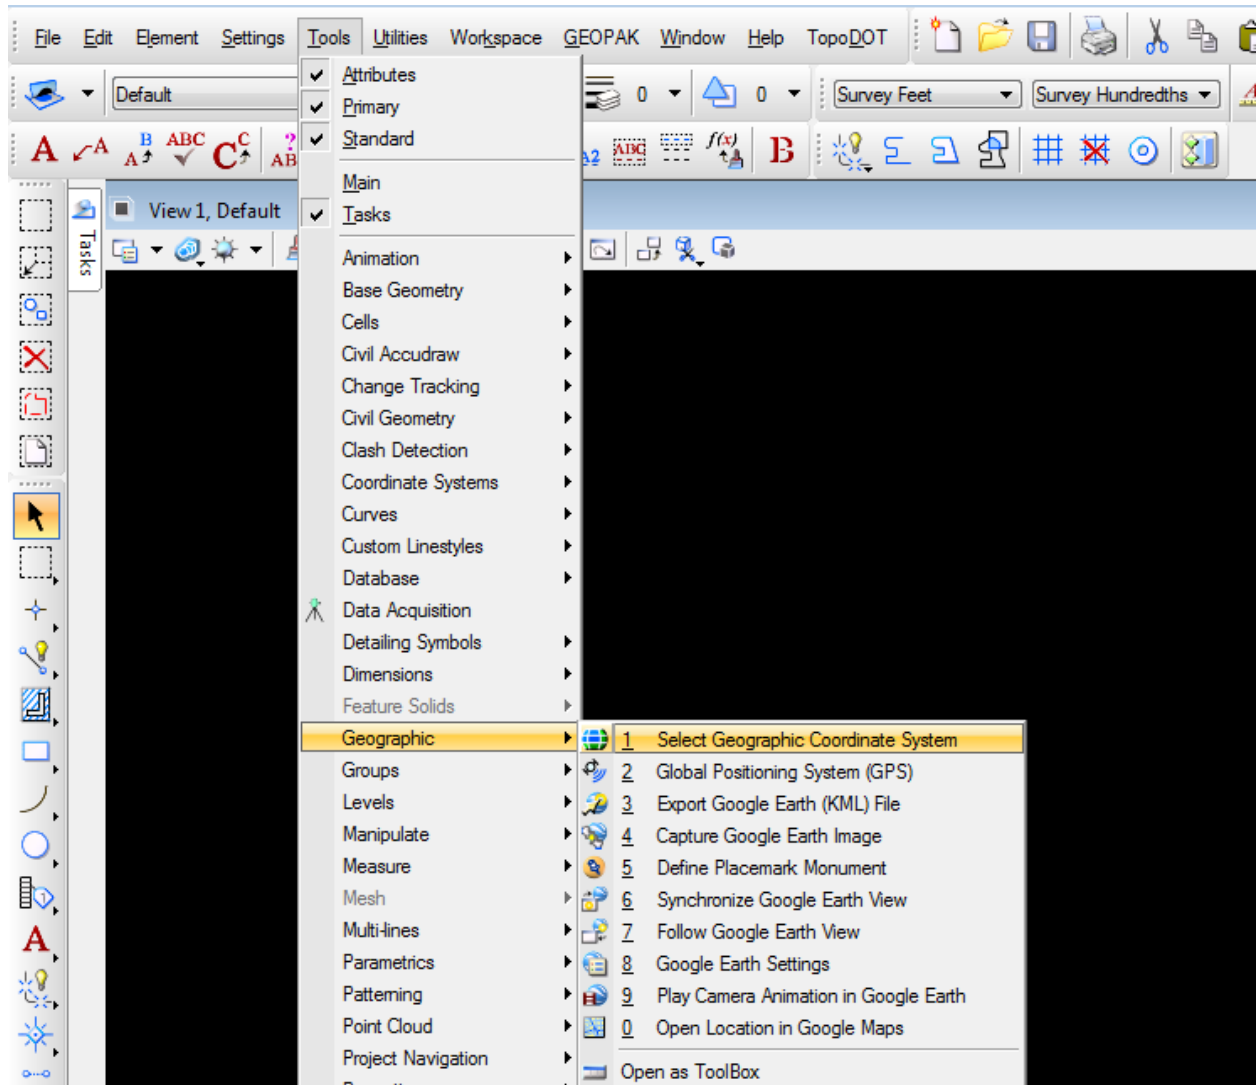 File Edit Element Settings Tools Utilities Workspace GEOPAK Window Help TopoDOT
Default 0 0 Survey Feet Survey Hundredths
Attributes
Primary
Standard
Main
Tasks
View 1, Default
Tasks
Animation
Base Geometry
Cells
Civil Accudraw
Change Tracking
Civil Geometry
Clash Detection
Coordinate Systems
Curves
Custom Linestyles
Database
Data Acquisition
Detailing Symbols
Dimensions
Feature Solids
Geographic
Groups
Levels
Manipulate
Measure
Mesh
Multi-lines
Parametrics
Patterning
Point Cloud
Project Navigation
1 Select Geographic Coordinate System
2 Global Positioning System (GPS)
3 Export Google Earth (KML) File
4 Capture Google Earth Image
5 Define Placemark Monument
6 Synchronize Google Earth View
7 Follow Google Earth View
8 Google Earth Settings
9 Play Camera Animation in Google Earth
0 Open Location in Google Maps
Open as ToolBox